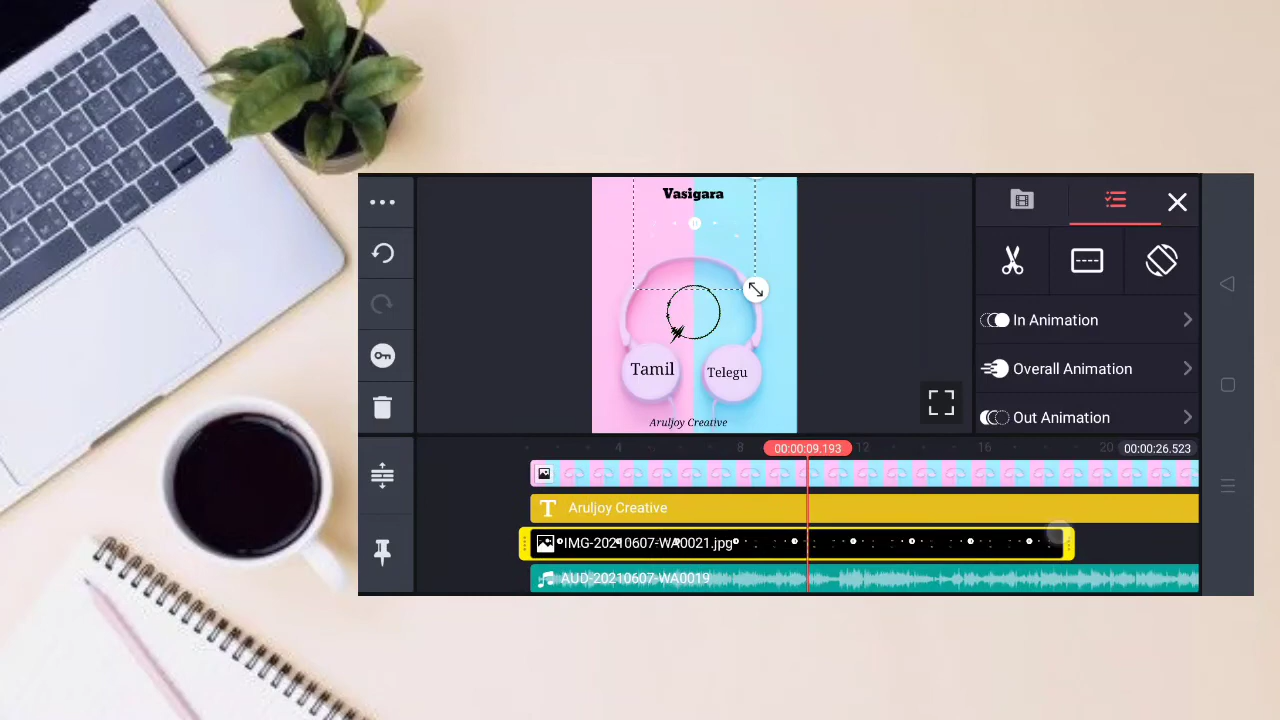 Vasigara
Tamil
Telegu
Aruljoy Creative
In Animation
Overall Animation
Out Animation
4
8
00:00:09.193
12
16
20
00:00:26.523
Aruljoy Creative
IMG-20210607-WA0021.jpg
AUD-20210607-WA0019